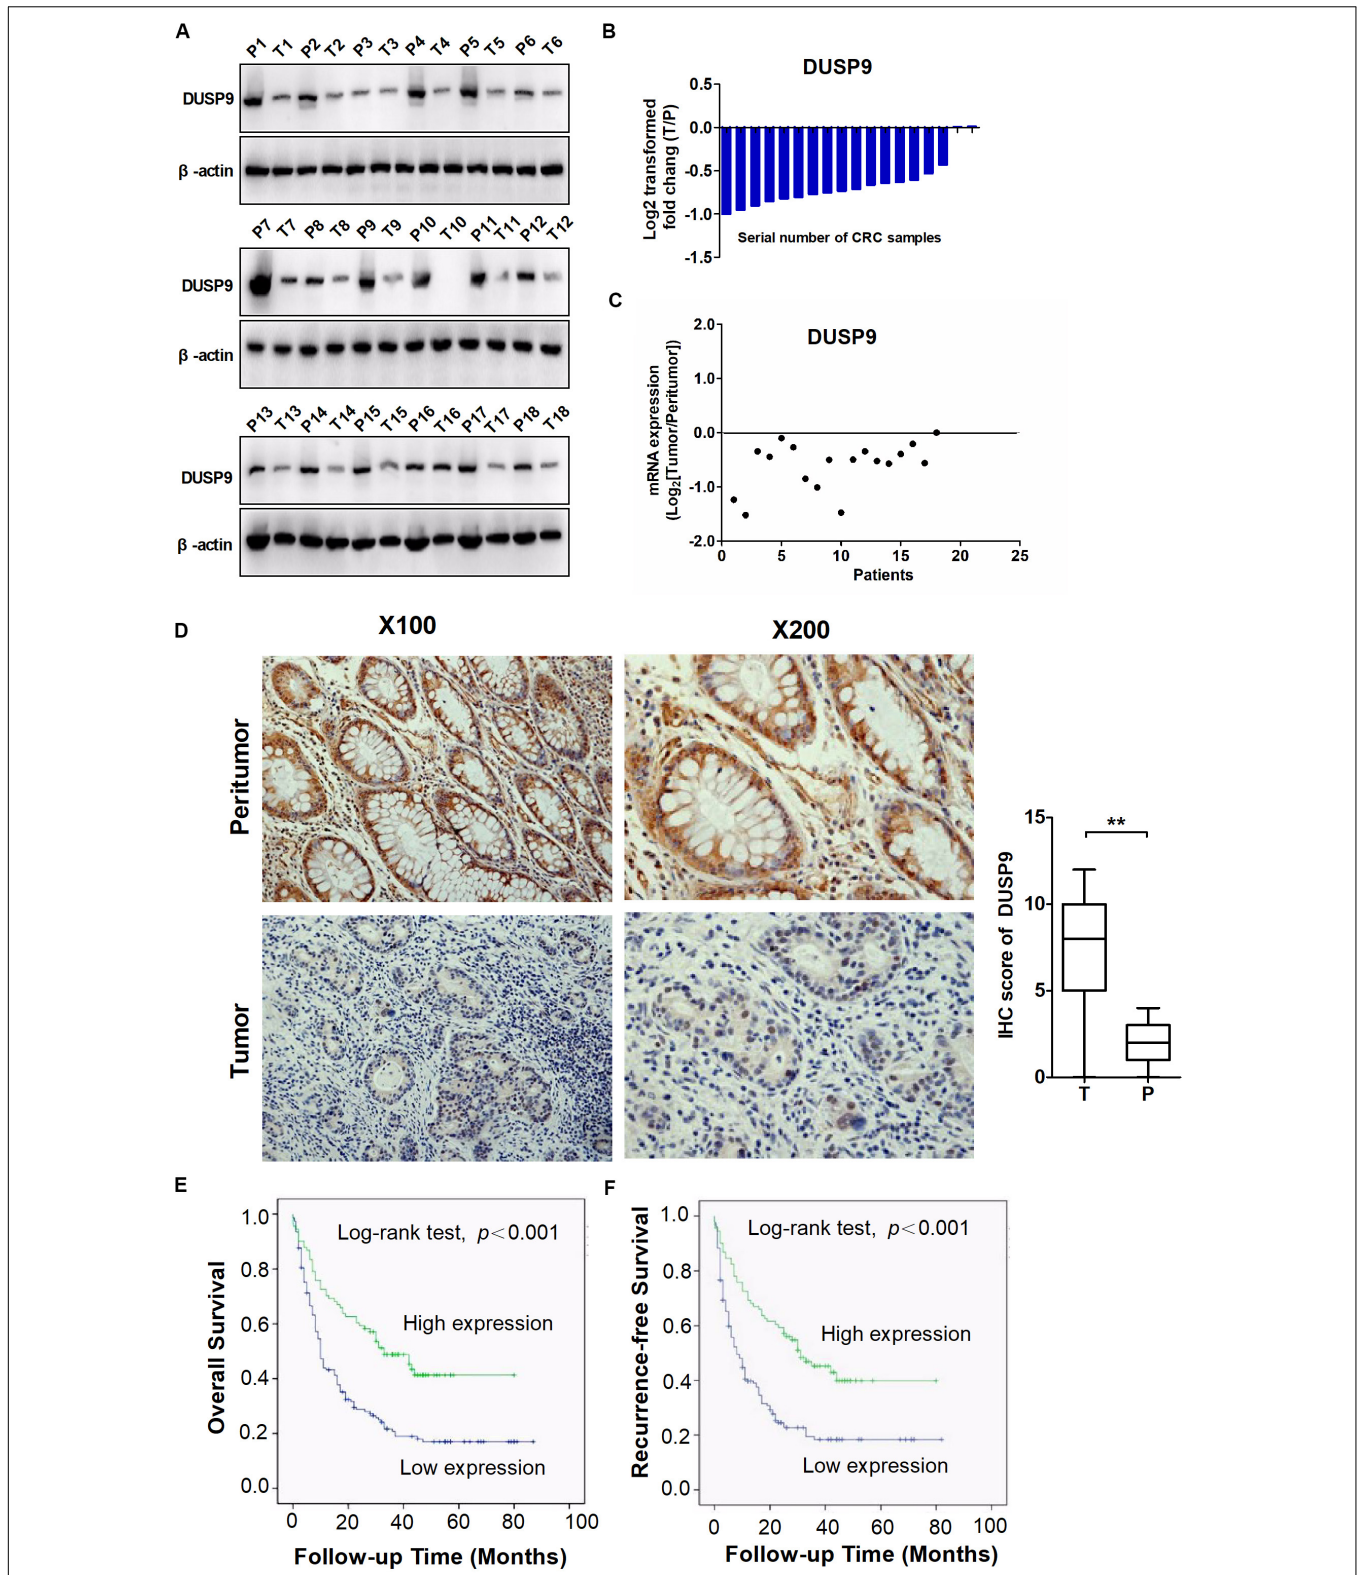 A
P1 T1 P2 T2 P3 T3 P4 T4 P5 T5 P6 T6
DUSP9
β -actin
P7 T7 P8 T8 P9 T9 P10 T10 P11 T11 P12 T12
DUSP9
β -actin
P13 T13 P14 T14 P15 T15 P16 T16 P17 T17 P18 T18
DUSP9
β -actin
B
DUSP9
Log2 transformed
fold chang (T/P)
0.5
0.0
-0.5
-1.0
-1.5
Serial number of CRC samples
C
DUSP9
mRNA expression
(Log2[Tumor/Peritumor])
2.0
1.0
0.0
-1.0
-2.0
0 5 10 15 20 25
Patients
D
X100
X200
Peritumor
Tumor
IHC score of DUSP9
15
10
5
0
**
T P
E
Overall Survival
1.0
0.8
0.6
0.4
0.2
0.0
Log-rank test, p<0.001
High expression
Low expression
0 20 40 60 80 100
Follow-up Time (Months)
F
Recurrence-free Survival
1.0
0.8
0.6
0.4
0.2
0.0
Log-rank test, p<0.001
High expression
Low expression
0 20 40 60 80 100
Follow-up Time (Months)